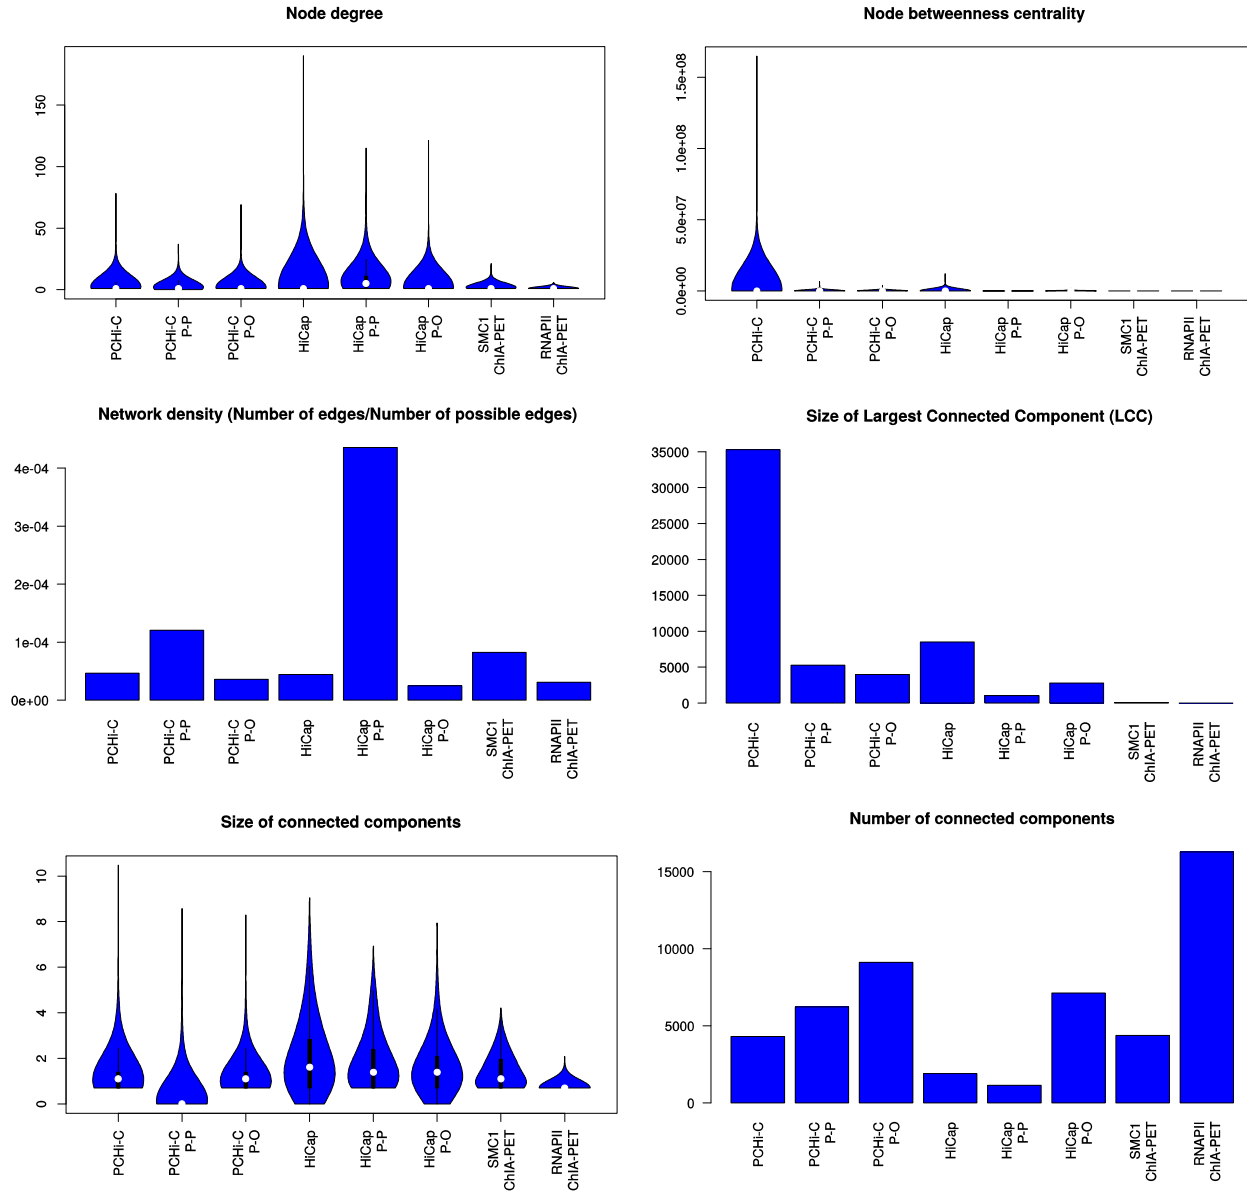 Node degree
0
50
100
150
PCHi-C
PCHi-C
P-P
PCHi-C
P-O
HiCap
HiCap
P-P
HiCap
P-O
SMC1
ChIA-PET
RNAPII
ChIA-PET
Node betweenness centrality
0.0e+00
5.0e+07
1.0e+08
1.5e+08
PCHi-C
PCHi-C
P-P
PCHi-C
P-O
HiCap
HiCap
P-P
HiCap
P-O
SMC1
ChIA-PET
RNAPII
ChIA-PET
Network density (Number of edges/Number of possible edges)
4e-04
3e-04
2e-04
1e-04
0e+00
PCHi-C
PCHi-C
P-P
PCHi-C
P-O
HiCap
HiCap
P-P
HiCap
P-O
SMC1
ChIA-PET
RNAPII
ChIA-PET
Size of Largest Connected Component (LCC)
35000
30000
25000
20000
15000
10000
5000
0
PCHi-C
PCHi-C
P-P
PCHi-C
P-O
HiCap
HiCap
P-P
HiCap
P-O
SMC1
ChIA-PET
RNAPII
ChIA-PET
Size of connected components
0
2
4
6
8
10
PCHi-C
PCHi-C
P-P
PCHi-C
P-O
HiCap
HiCap
P-P
HiCap
P-O
SMC1
ChIA-PET
RNAPII
ChIA-PET
Number of connected components
15000
10000
5000
0
PCHi-C
PCHi-C
P-P
PCHi-C
P-O
HiCap
HiCap
P-P
HiCap
P-O
SMC1
ChIA-PET
RNAPII
ChIA-PET